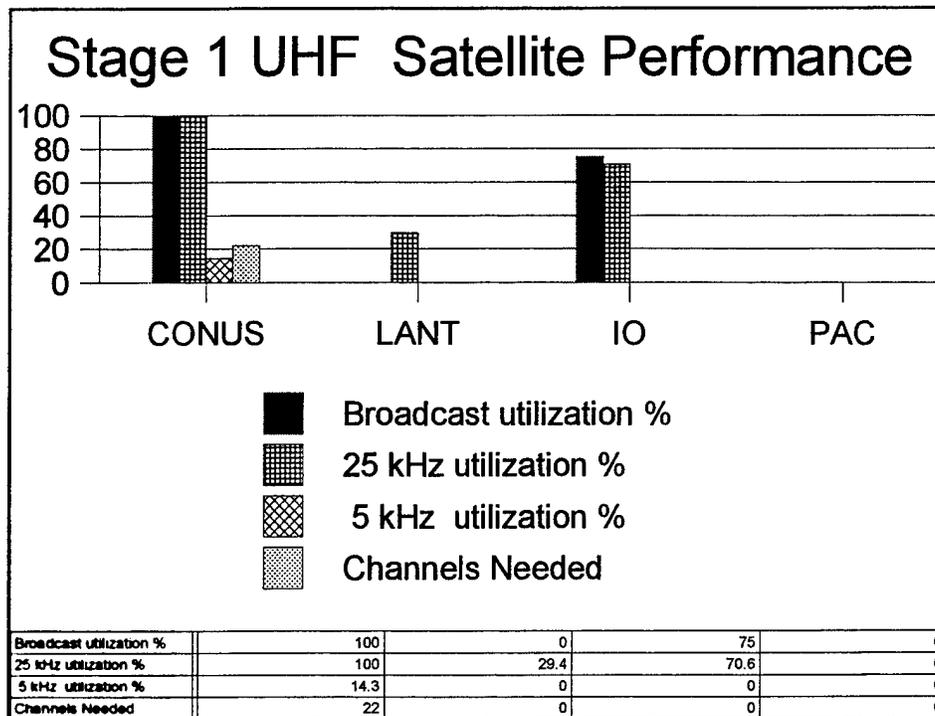 Stage 1 UHF Satellite Performance
100
80
60
40
20
0
CONUS LANT IO PAC
Broadcast utilization %
25 kHz utilization %
5 kHz utilization %
Channels Needed
Broadcast utilization % 100 0 75
25 kHz utilization % 100 29.4 70.6
5 kHz utilization % 14.3 0 0
Channels Needed 22 0 0